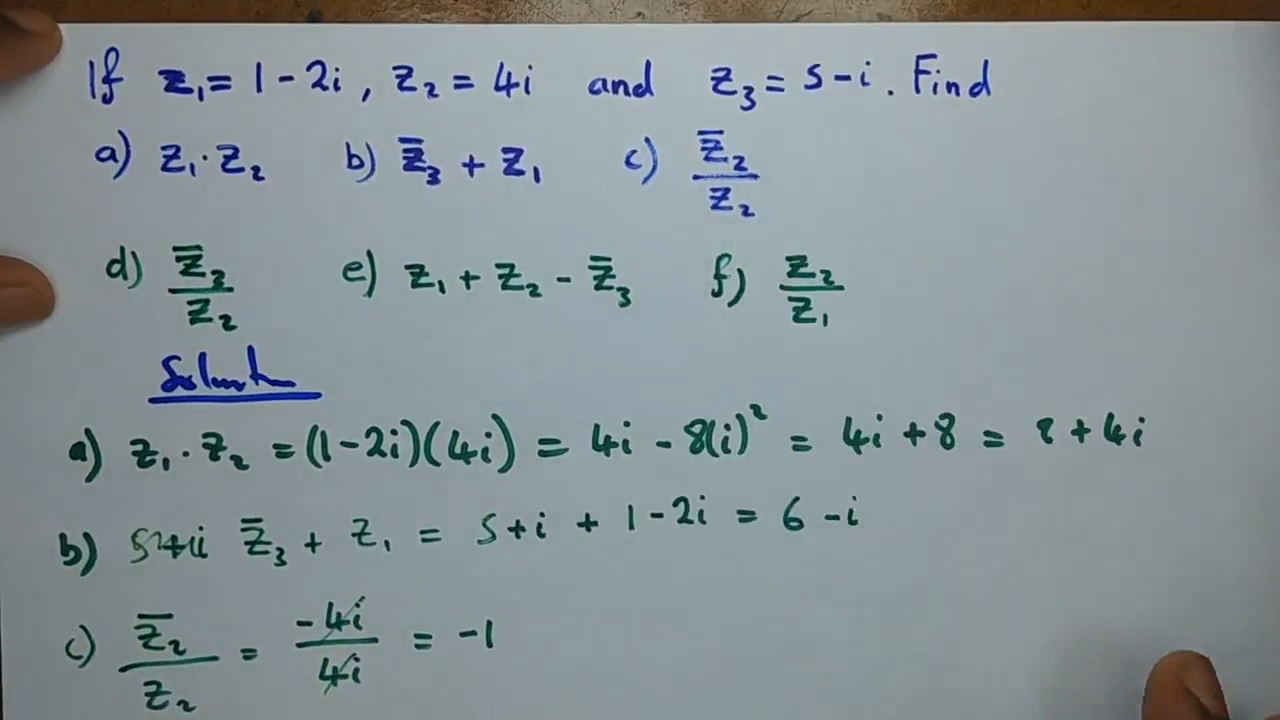 If z₁ = 1 - 2i , z₂ = 4i and z₃ = 5 - i . Find
a) z₁ · z₂ b) z̅₃ + z₁ c) z̅₂ / z₂
d) z̅₃ / z₂ e) z₁ + z₂ - z̅₃ f) z₂ / z₁
Solution
a) z₁ · z₂ = (1 - 2i)(4i) = 4i - 8(i)² = 4i + 8 = 8 + 4i
b) z̅₃ + z₁ = 5 + i + 1 - 2i = 6 - i
c) z̅₂ / z₂ = -4i / 4i = -1